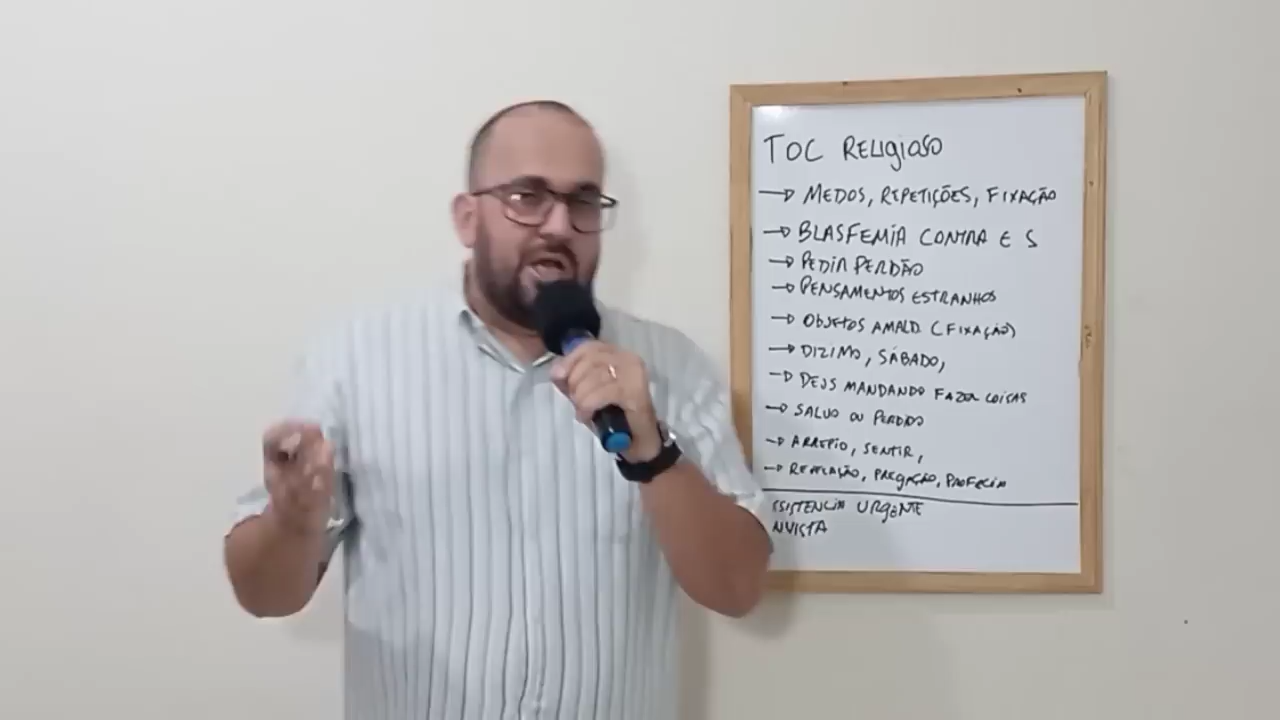 TOC RELIGIOSO
→ MEDOS, REPETIÇÕES, FIXAÇÃO
→ BLASFEMIA CONTRA E S
→ PEDIR PERDÃO
→ PENSAMENTOS ESTRANHOS
→ OBJETOS AMALD. (FIXAÇÃO)
→ DIZIMO, SÁBADO,
→ DEUS MANDANDO FAZER COISAS
→ SALVO OU PERDIDO
→ ARREPIO, SENTIR,
→ REVELAÇÃO, PREGAÇÃO, PROFECIA
SISTENCIA URGENTE
NVISTA